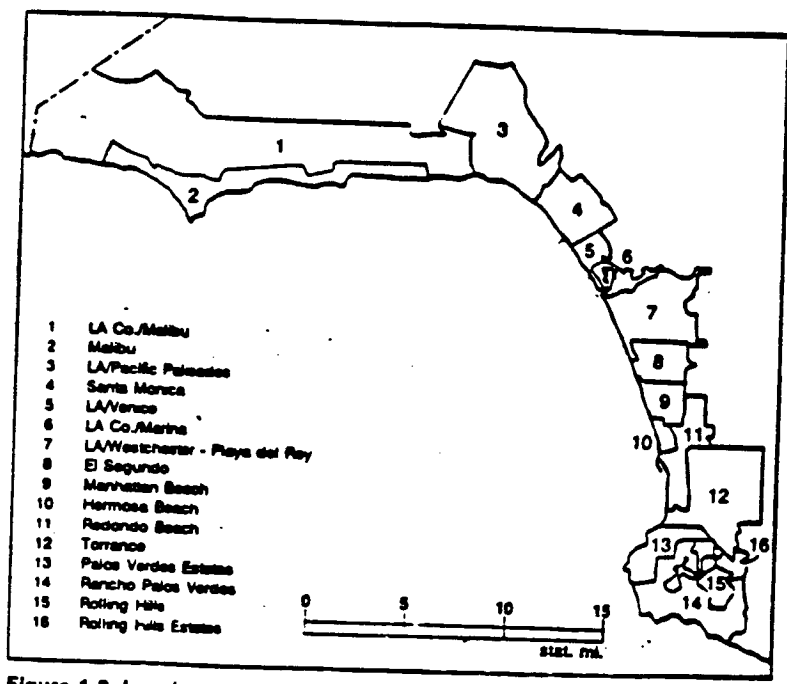 1
2
3
4
5
6
7
8
9
10
11
12
13
14
15
16
1 LA Co./Malibu
2 Malibu
3 LA/Pacific Palisades
4 Santa Monica
5 LA/Venice
6 LA Co./Marina
7 LA/Westchester - Playa del Rey
8 El Segundo
9 Manhattan Beach
10 Hermosa Beach
11 Redondo Beach
12 Torrance
13 Palos Verdes Estates
14 Rancho Palos Verdes
15 Rolling Hills
16 Rolling Hills Estates
0 5 10 15
stat. mi.